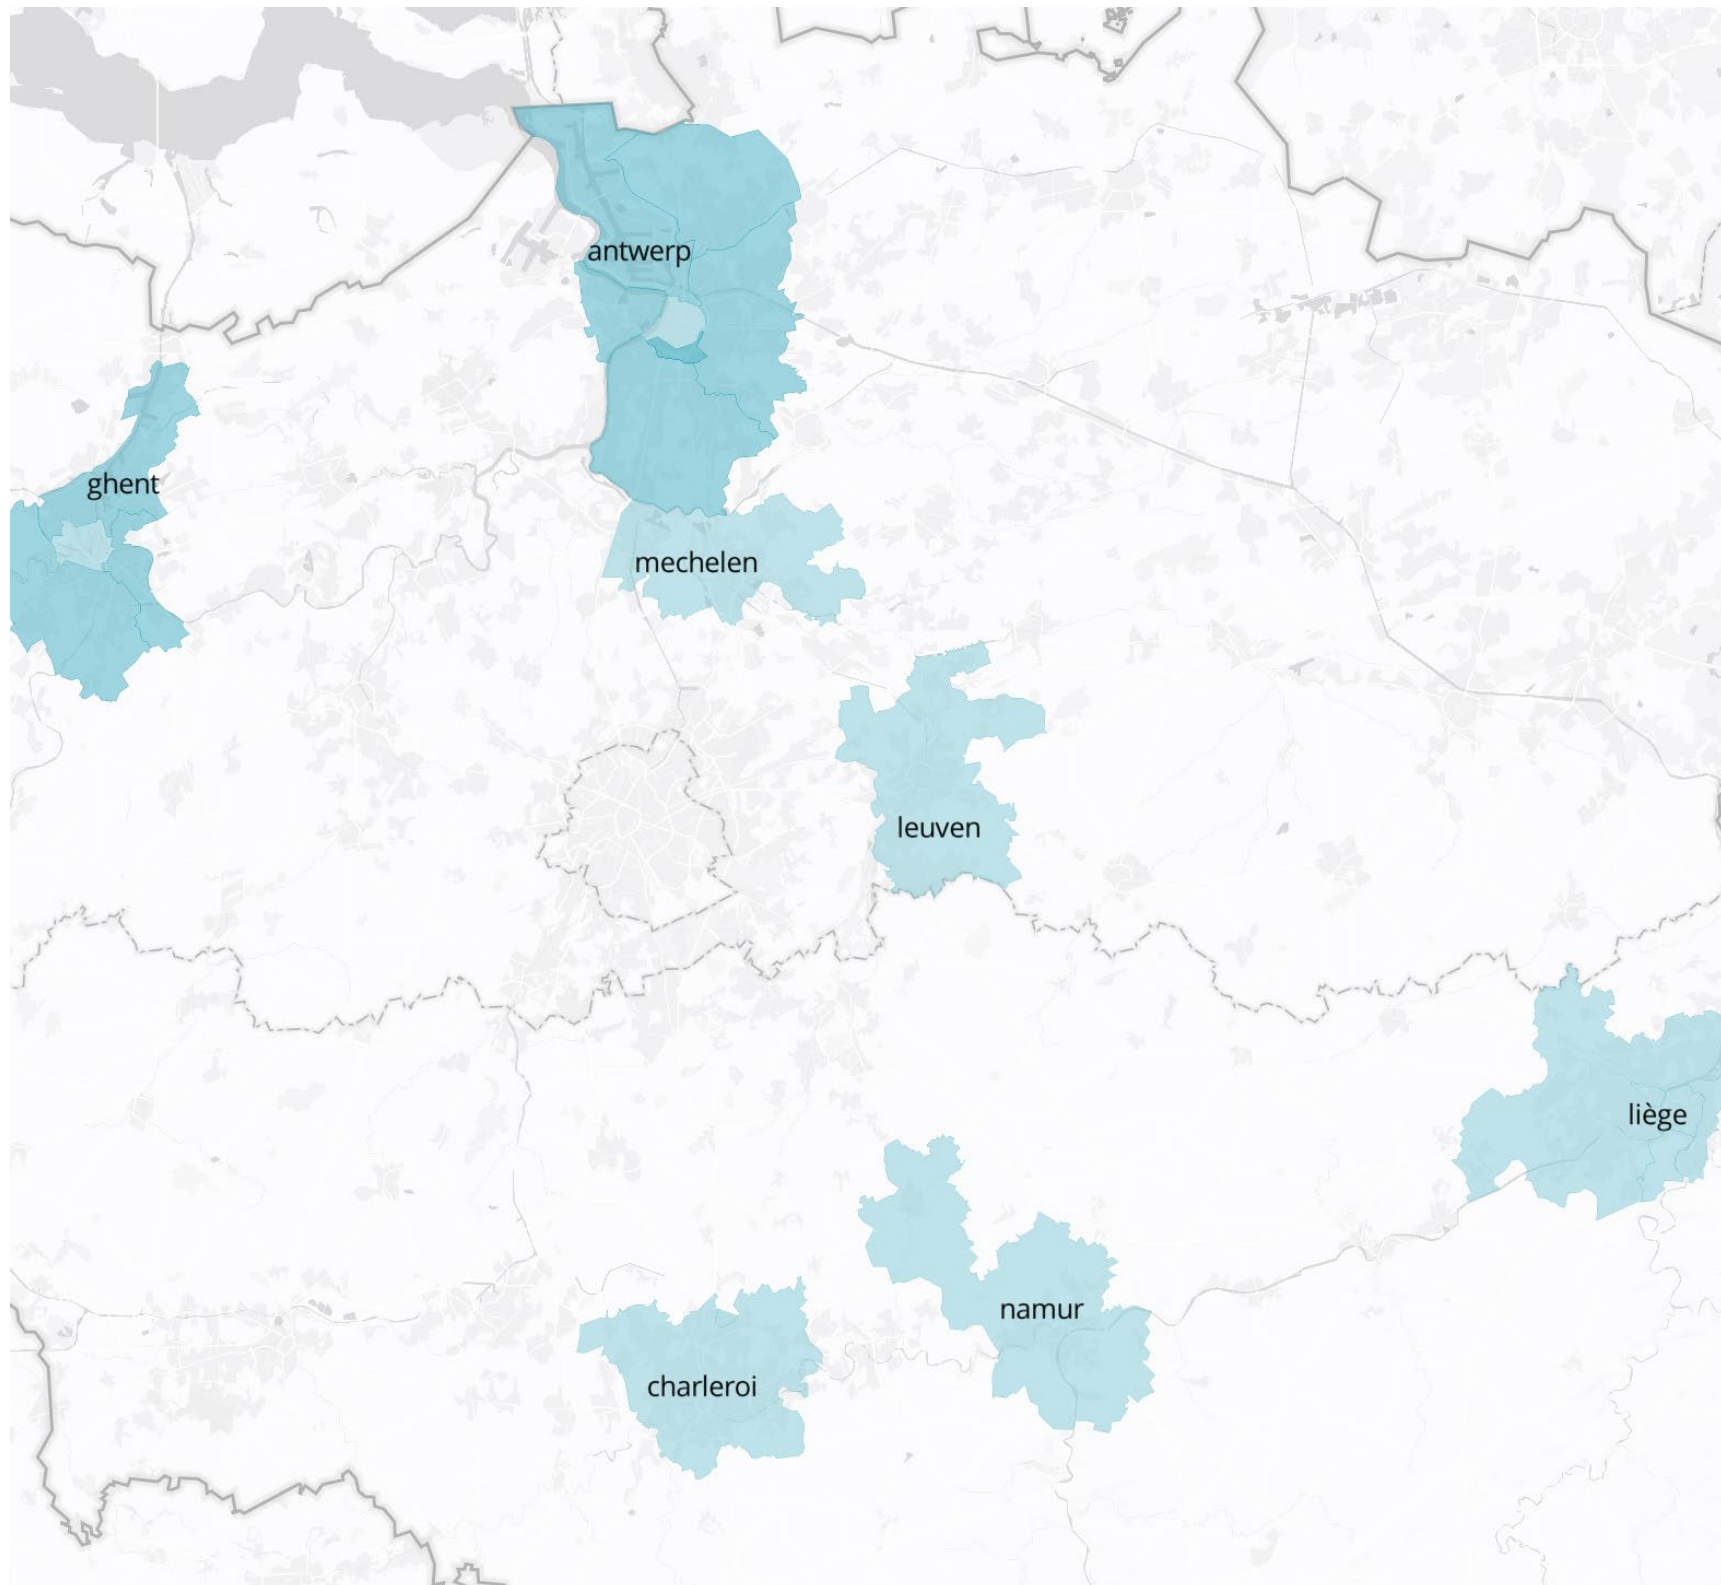 antwerp
ghent
mechelen
leuven
liège
namur
charleroi